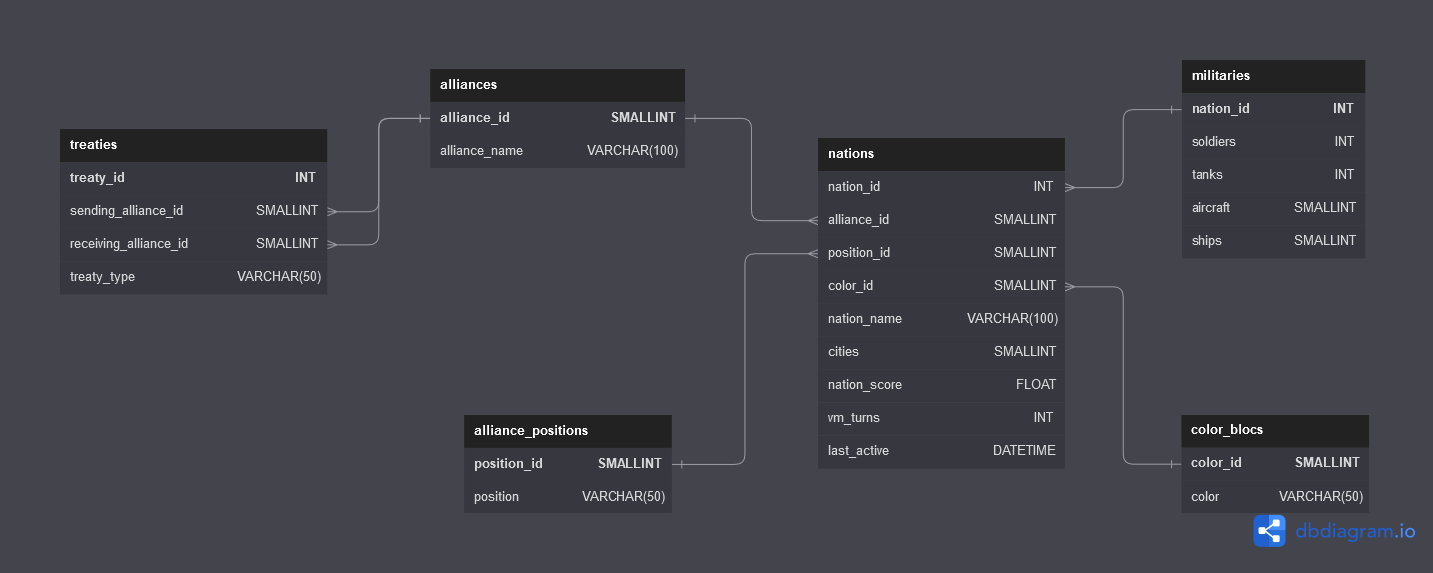 treaties
treaty_id INT
sending_alliance_id SMALLINT
receiving_alliance_id SMALLINT
treaty_type VARCHAR(50)
alliances
alliance_id SMALLINT
alliance_name VARCHAR(100)
alliance_positions
position_id SMALLINT
position VARCHAR(50)
nations
nation_id INT
alliance_id SMALLINT
position_id SMALLINT
color_id SMALLINT
nation_name VARCHAR(100)
cities SMALLINT
nation_score FLOAT
vm_turns INT
last_active DATETIME
militaries
nation_id INT
soldiers INT
tanks INT
aircraft SMALLINT
ships SMALLINT
color_blocs
color_id SMALLINT
color VARCHAR(50)
dbdiagram.io